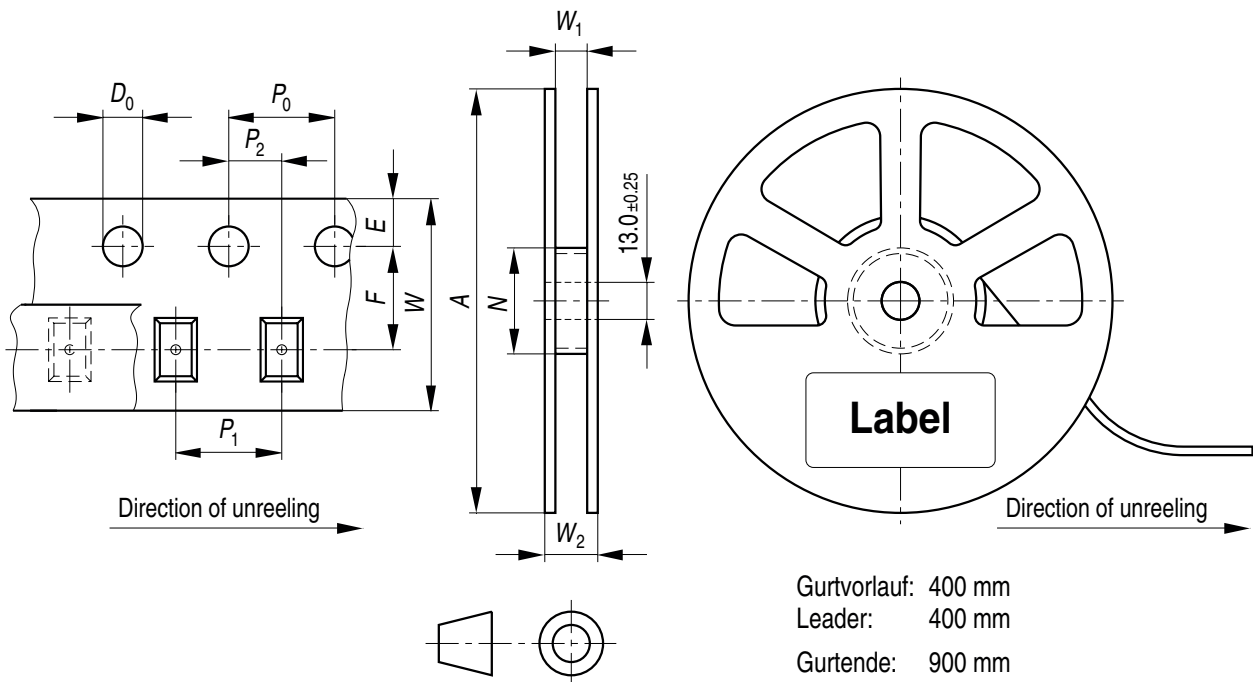 W₁
D₀
P₀
P₂
E
F
W
A
N
13.0±0.25
P₁
W₂
Label
Direction of unreeling
Direction of unreeling
Gurtvorlauf: 400 mm
Leader: 400 mm
Gurtende: 900 mm